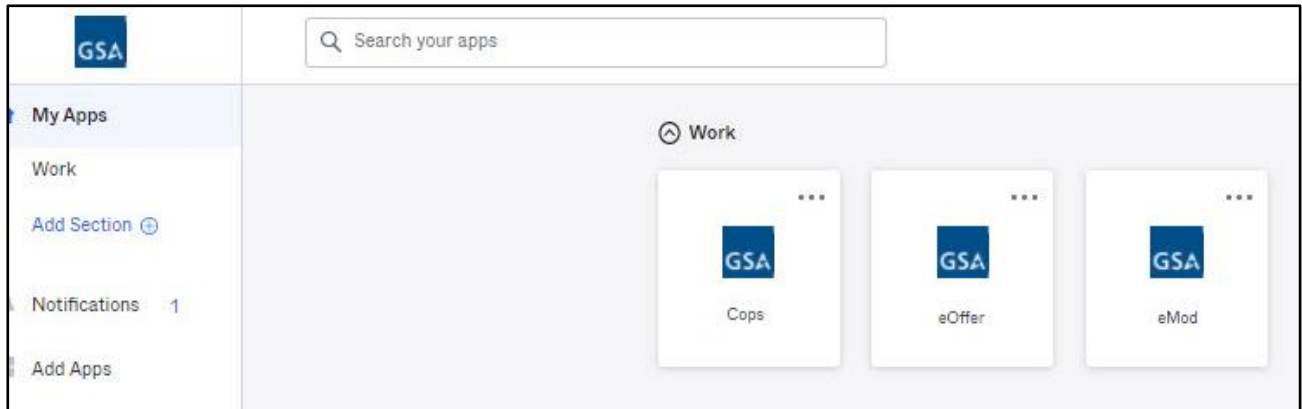 GSA
Search your apps
My Apps
Work
Add Section
Notifications 1
Add Apps
Work
GSA
Cops
GSA
eOffer
GSA
eMod